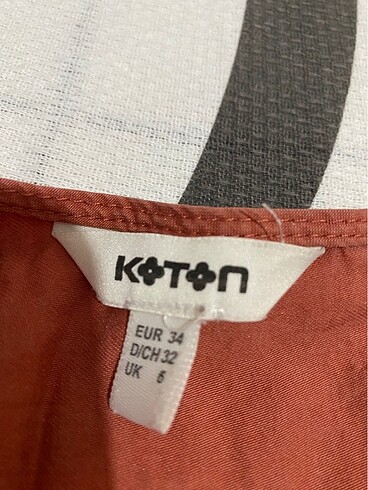 KOTON
EUR 34
D/CH 32
UK 6